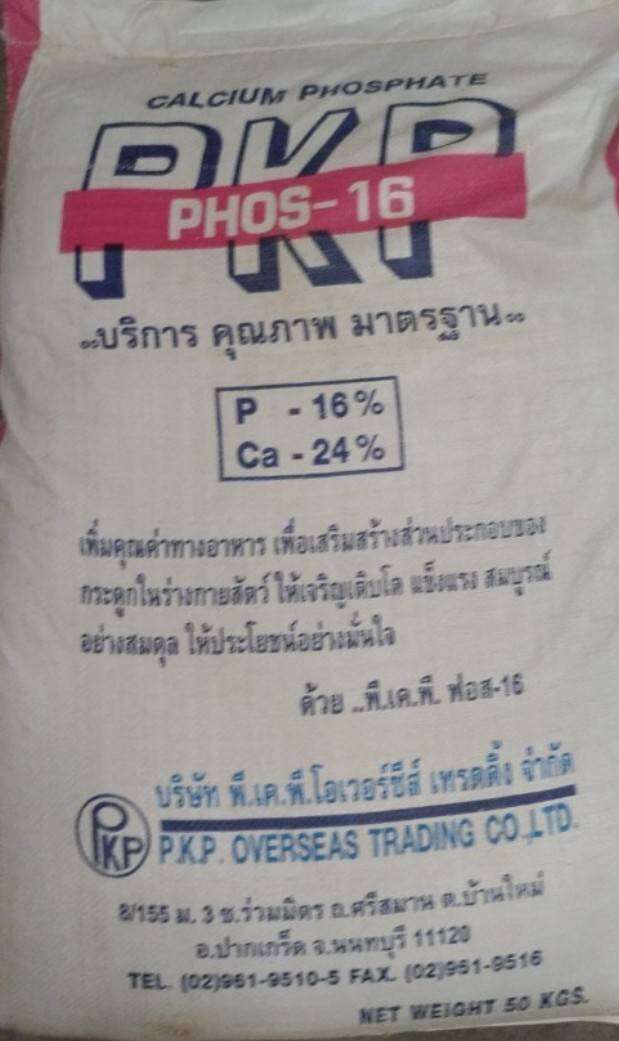 CALCIUM PHOSPHATE
PKP
PHOS-16
"บริการ คุณภาพ มาตรฐาน"
P - 16%
Ca - 24%
เพิ่มคุณค่าทางอาหาร เพื่อเสริมสร้างส่วนประกอบของ
กระดูกในร่างกายสัตว์ ให้เจริญเติบโต แข็งแรง สมบูรณ์
อย่างสมดุล ให้ประโยชน์อย่างมั่นใจ
ด้วย ..พี.เค.พี. ฟอส-16
บริษัท พี.เค.พี.โอเวอร์ซีส์ เทรดดิ้ง จำกัด
PKP
P.K.P. OVERSEAS TRADING CO.,LTD.
8/155 ม. 3 ซ.ร่วมมิตร ถ.ศรีสมาน ต.บ้านใหม่
อ.ปากเกร็ด จ.นนทบุรี 11120
TEL. (02)961-9510-5 FAX. (02)961-9516
NET WEIGHT 50 KGS.